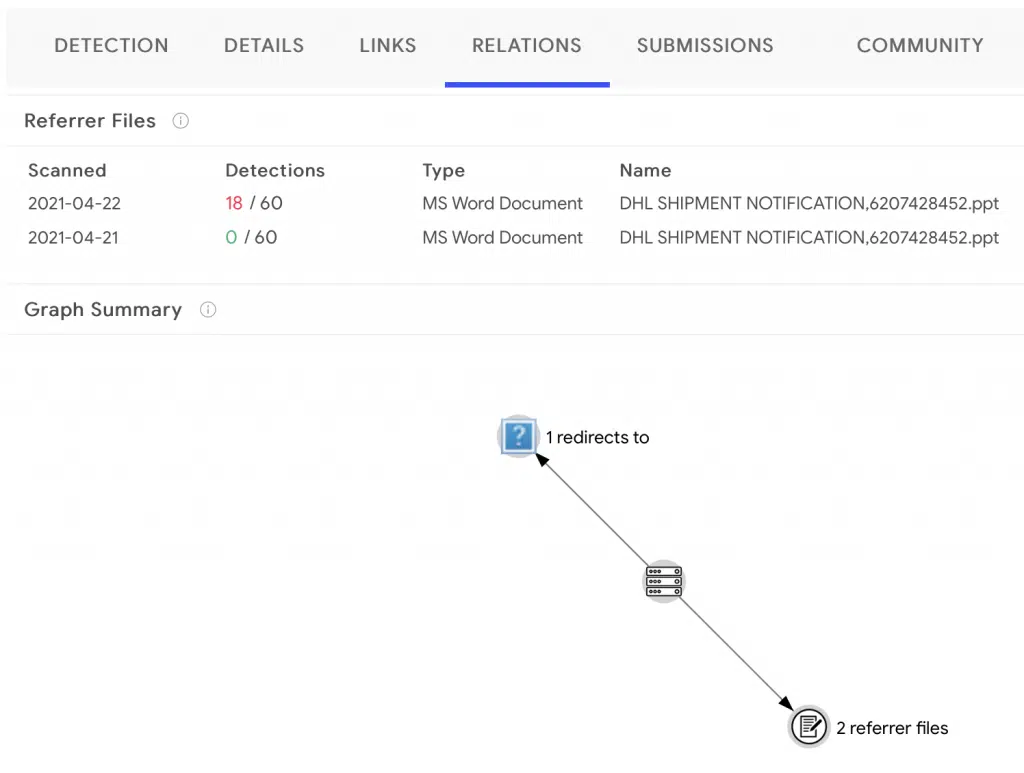 DETECTION DETAILS LINKS RELATIONS SUBMISSIONS COMMUNITY
Referrer Files
Scanned Detections Type Name
2021-04-22 18 / 60 MS Word Document DHL SHIPMENT NOTIFICATION,6207428452.ppt
2021-04-21 0 / 60 MS Word Document DHL SHIPMENT NOTIFICATION,6207428452.ppt
Graph Summary
? 1 redirects to
2 referrer files